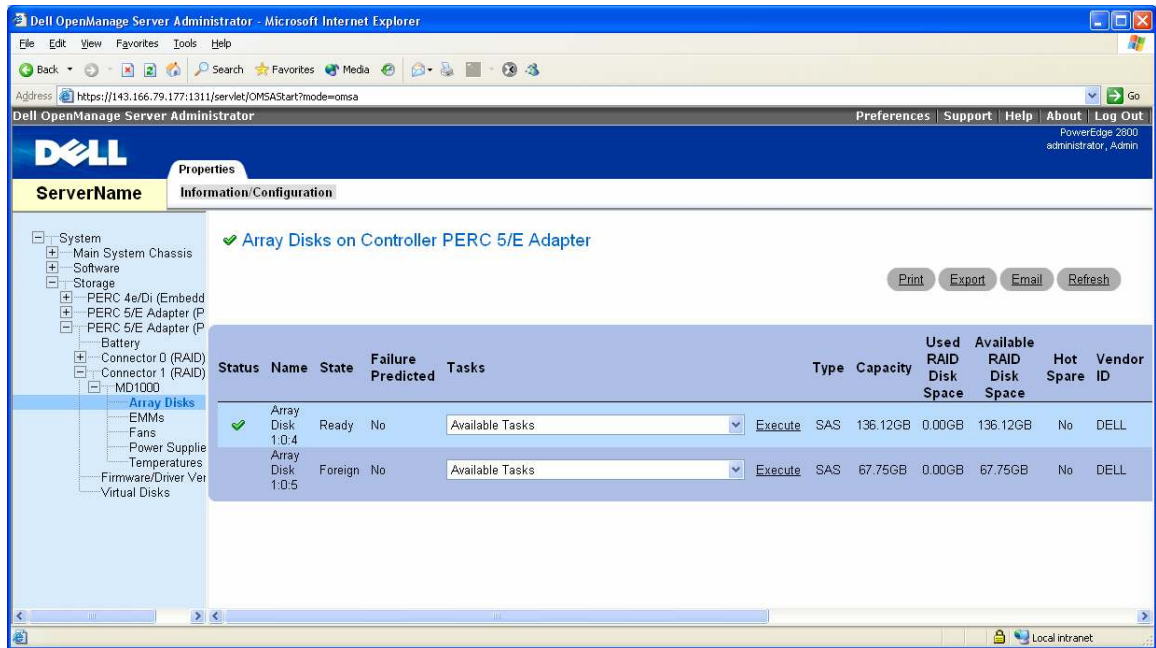 Dell OpenManage Server Administrator - Microsoft Internet Explorer
File Edit View Favorites Tools Help
Back Search Favorites Media
Address https://143.166.79.177:1311/servlet/OMSAStart?mode=omsa Go
Dell OpenManage Server Administrator Preferences | Support | Help | About | Log Out
PowerEdge 2800
administrator, Admin
DELL
Properties
ServerName
Information/Configuration
System
Main System Chassis
Software
Storage
PERC 4e/Di (Embedd
PERC 5/E Adapter (P
PERC 5/E Adapter (P
Battery
Connector 0 (RAID)
Connector 1 (RAID)
MD1000
Array Disks
EMMs
Fans
Power Supplie
Temperatures
Firmware/Driver Ver
Virtual Disks
Array Disks on Controller PERC 5/E Adapter
Print Export Email Refresh
Status Name State Failure Predicted Tasks Type Capacity Used RAID Disk Space Available RAID Disk Space Hot Spare Vendor ID
Array Disk 1:0:4 Ready No Available Tasks Execute SAS 136.12GB 0.00GB 136.12GB No DELL
Array Disk 1:0:5 Foreign No Available Tasks Execute SAS 67.75GB 0.00GB 67.75GB No DELL
Local intranet